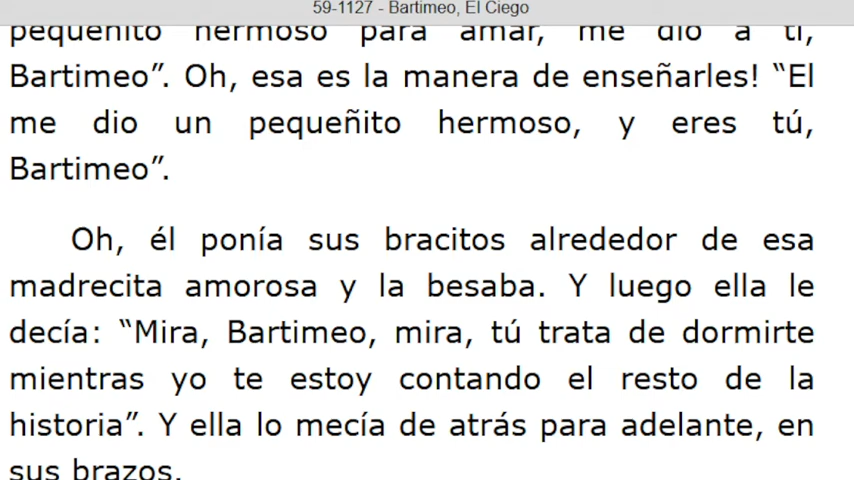 59-1127 - Bartimeo, El Ciego
pequeñito hermoso para amar, me dio a ti,
Bartimeo”. Oh, esa es la manera de enseñarles! “El
me dio un pequeñito hermoso, y eres tú,
Bartimeo”.
Oh, él ponía sus bracitos alrededor de esa
madrecita amorosa y la besaba. Y luego ella le
decía: “Mira, Bartimeo, mira, tú trata de dormirte
mientras yo te estoy contando el resto de la
historia”. Y ella lo mecía de atrás para adelante, en
sus brazos.